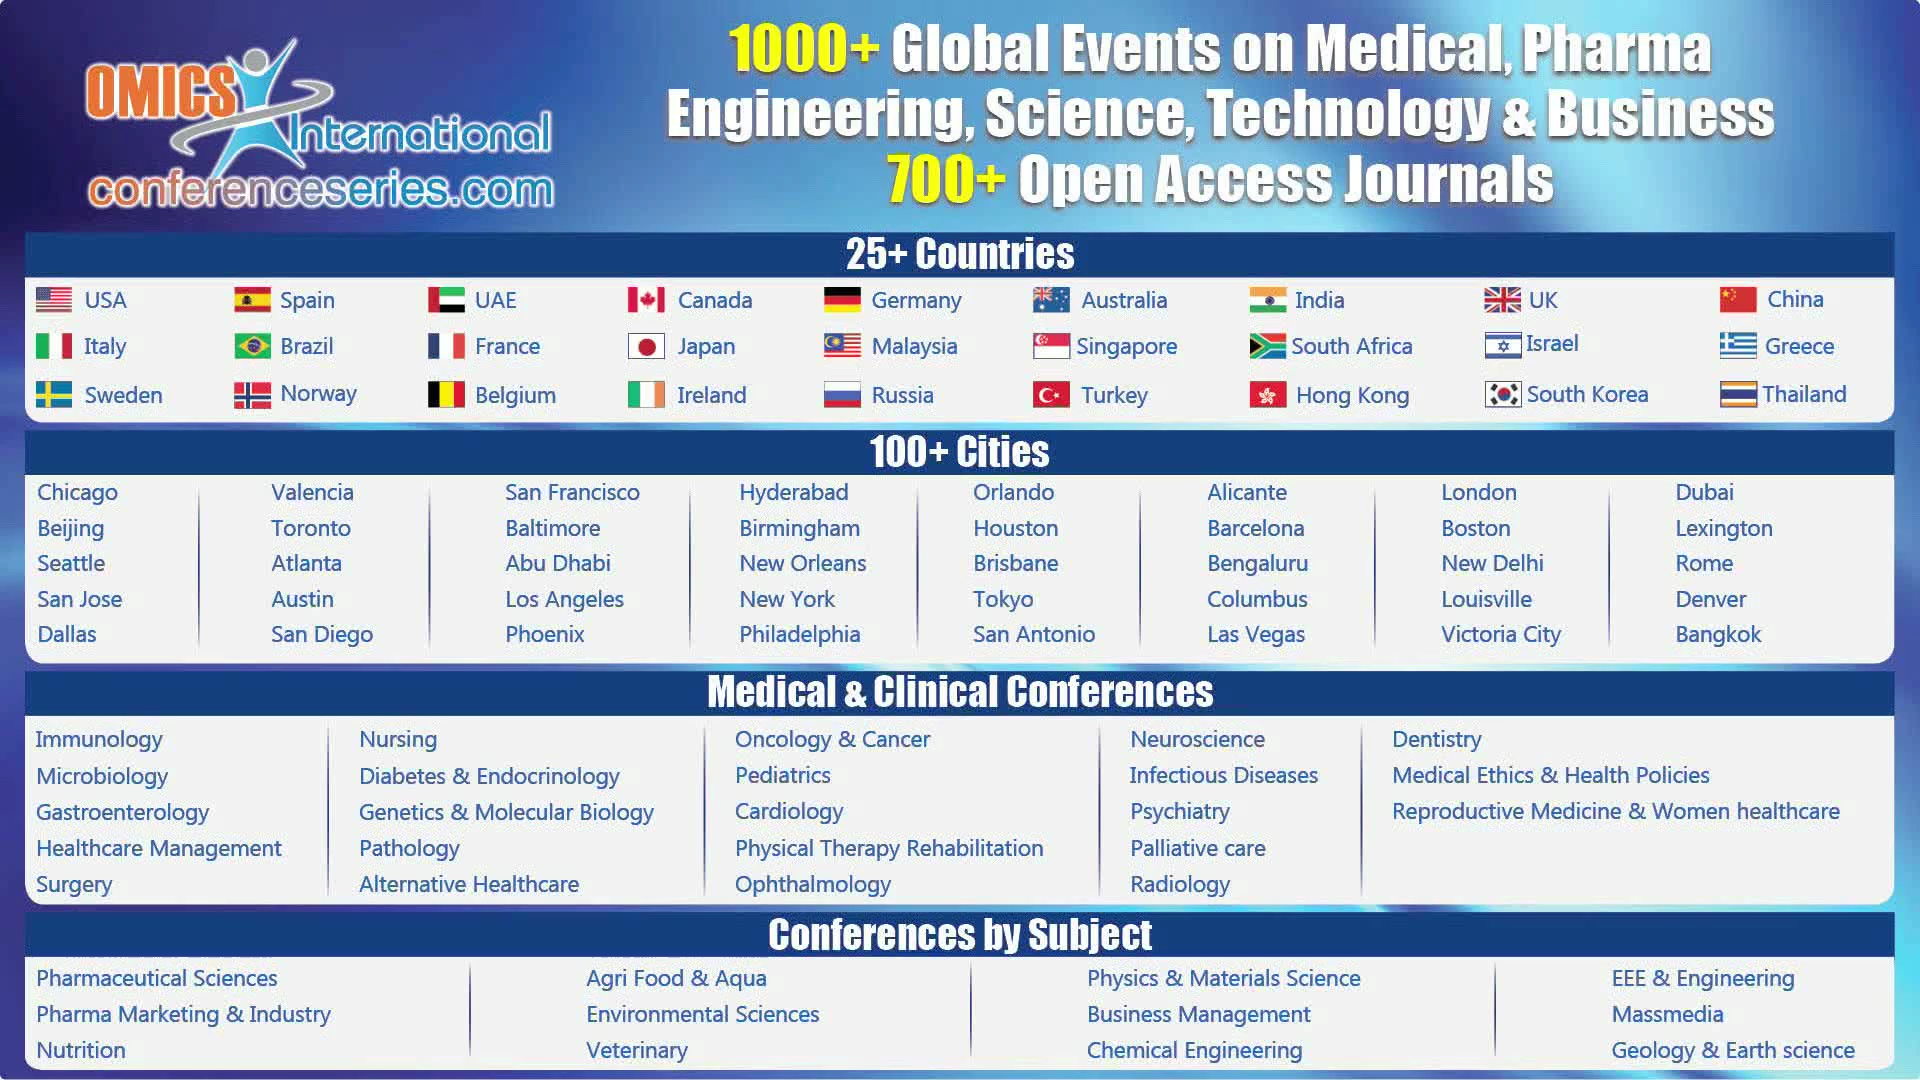 OMICS
International
conferenceseries.com
1000+ Global Events on Medical, Pharma
Engineering, Science, Technology & Business
700+ Open Access Journals
25+ Countries
USA Spain UAE Canada Germany Australia India UK China
Italy Brazil France Japan Malaysia Singapore South Africa Israel Greece
Sweden Norway Belgium Ireland Russia Turkey Hong Kong South Korea Thailand
100+ Cities
Chicago Valencia San Francisco Hyderabad Orlando Alicante London Dubai
Beijing Toronto Baltimore Birmingham Houston Barcelona Boston Lexington
Seattle Atlanta Abu Dhabi New Orleans Brisbane Bengaluru New Delhi Rome
San Jose Austin Los Angeles New York Tokyo Columbus Louisville Denver
Dallas San Diego Phoenix Philadelphia San Antonio Las Vegas Victoria City Bangkok
Medical & Clinical Conferences
Immunology Nursing Oncology & Cancer Neuroscience Dentistry
Microbiology Diabetes & Endocrinology Pediatrics Infectious Diseases Medical Ethics & Health Policies
Gastroenterology Genetics & Molecular Biology Cardiology Psychiatry Reproductive Medicine & Women healthcare
Healthcare Management Pathology Physical Therapy Rehabilitation Palliative care
Surgery Alternative Healthcare Ophthalmology Radiology
Conferences by Subject
Pharmaceutical Sciences Agri Food & Aqua Physics & Materials Science EEE & Engineering
Pharma Marketing & Industry Environmental Sciences Business Management Massmedia
Nutrition Veterinary Chemical Engineering Geology & Earth science